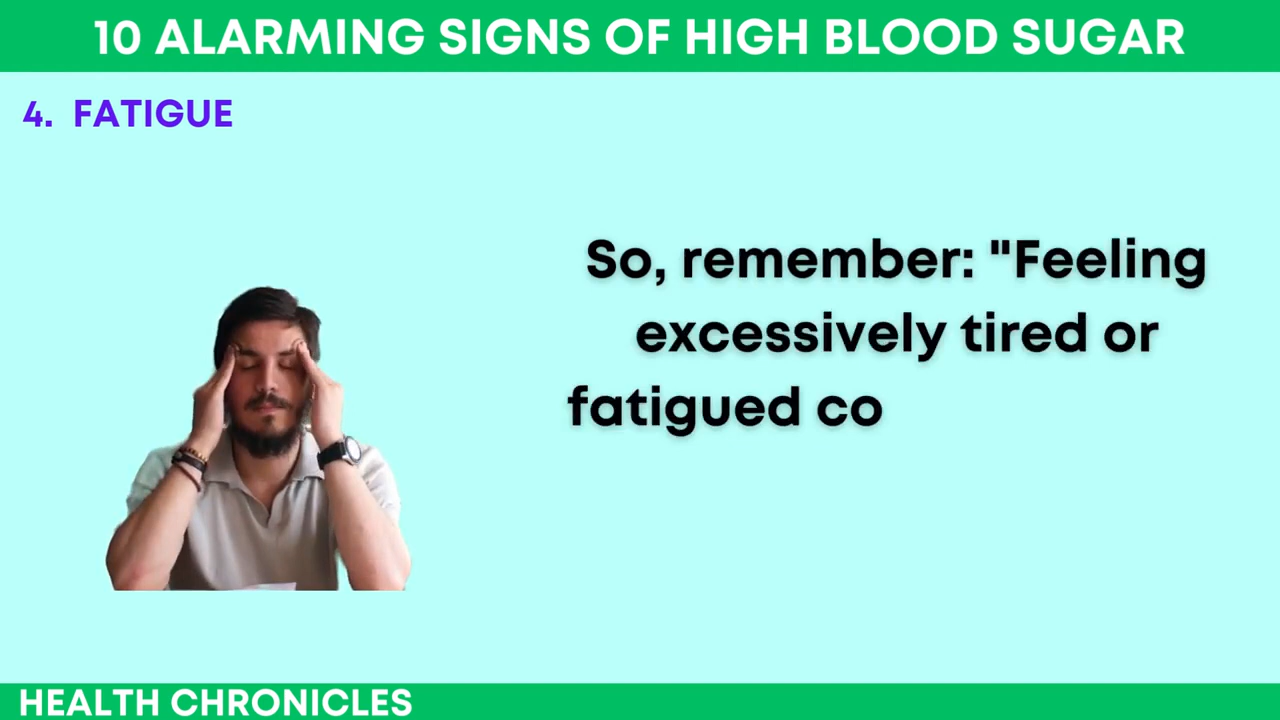 10 ALARMING SIGNS OF HIGH BLOOD SUGAR
4. FATIGUE
So, remember: "Feeling
excessively tired or
fatigued co
HEALTH CHRONICLES